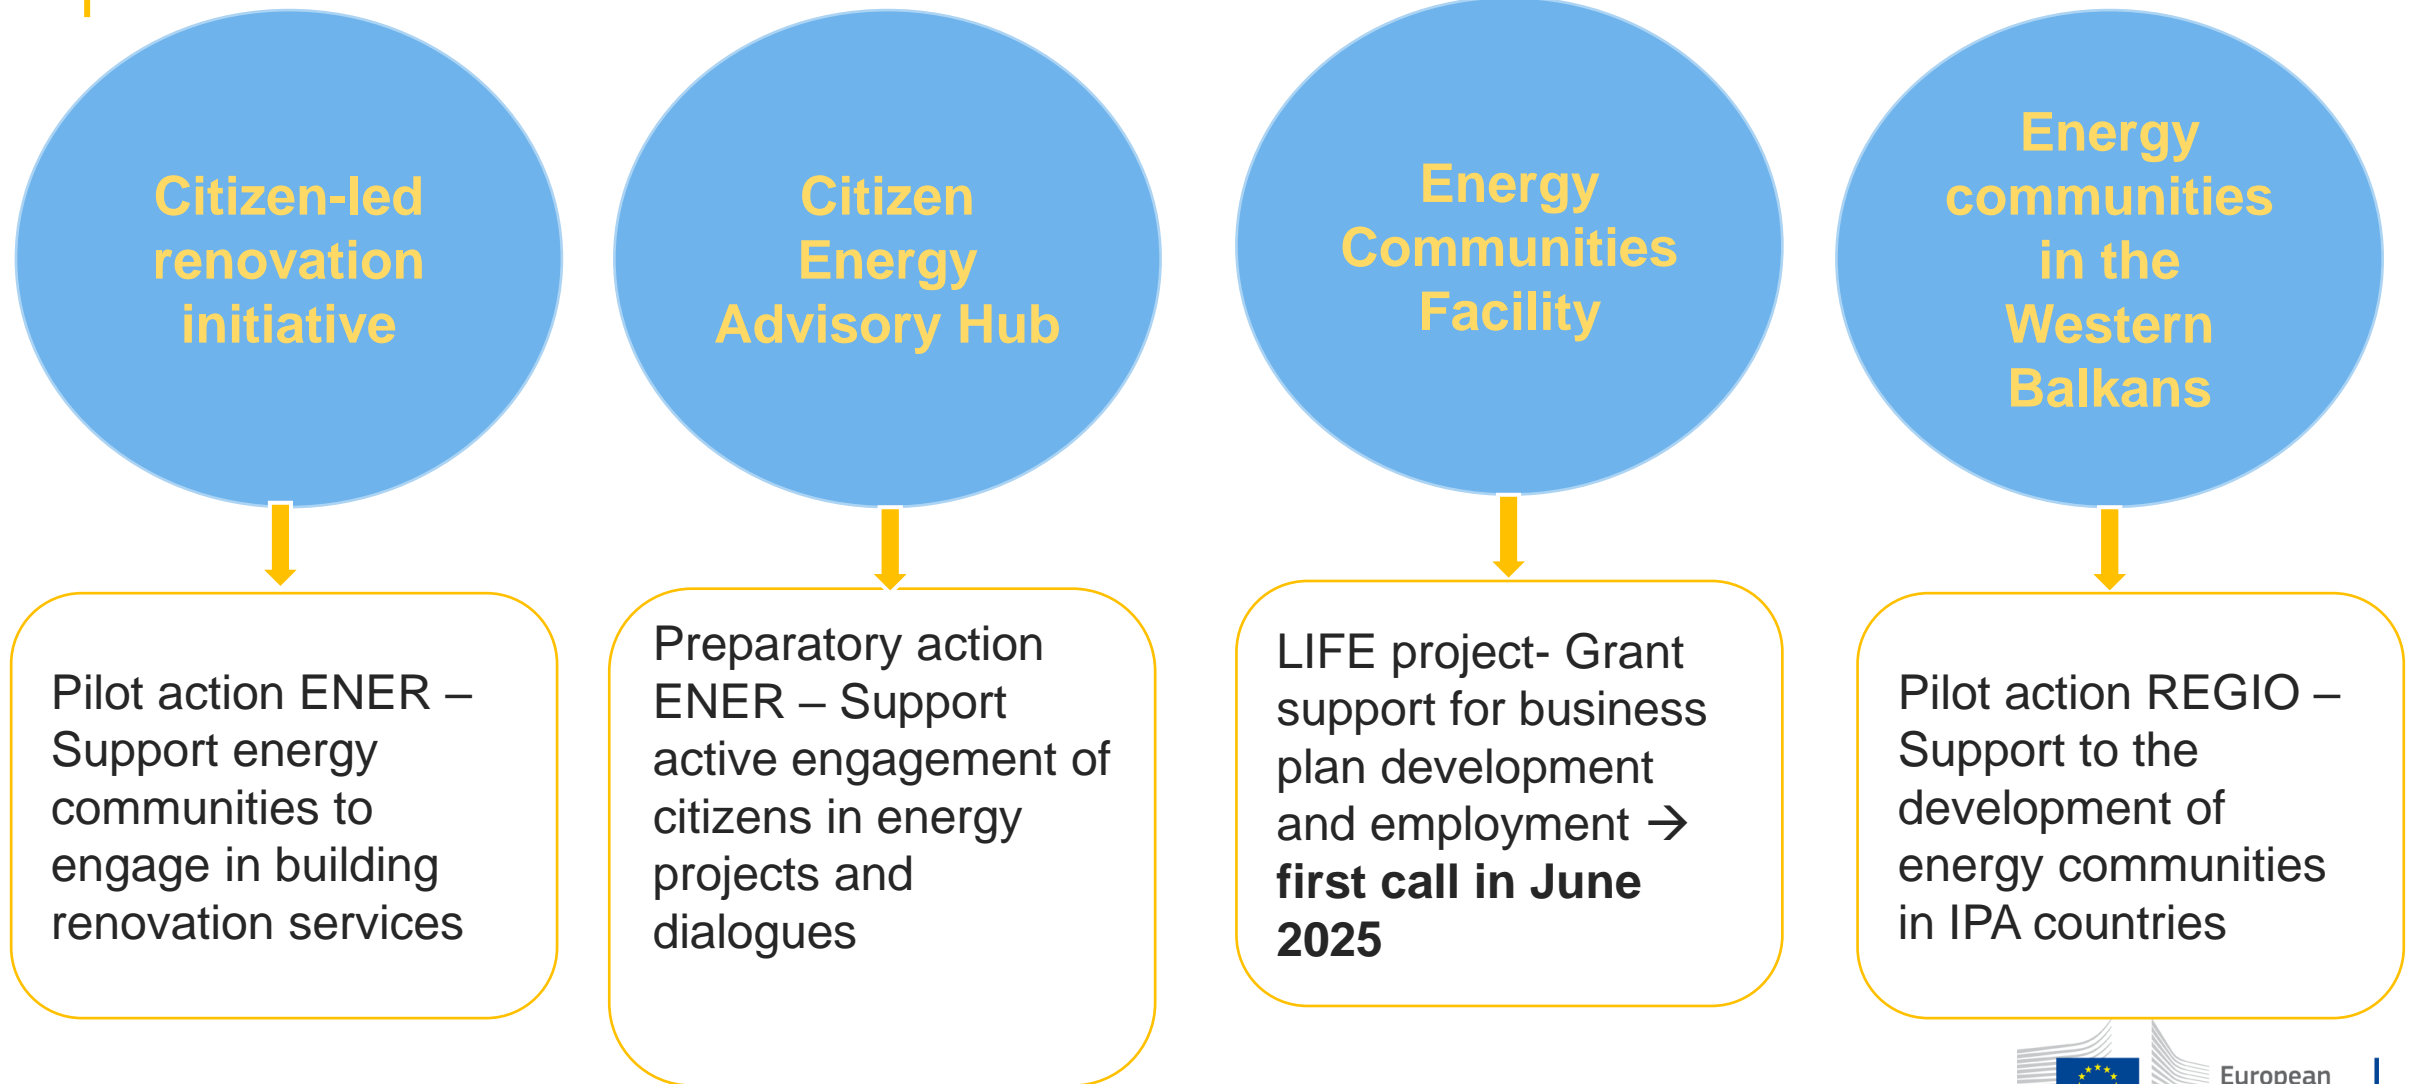 Citizen-led
renovation
initiative
Citizen
Energy
Advisory Hub
Energy
Communities
Facility
Energy
communities
in the
Western
Balkans
Pilot action ENER –
Support energy
communities to
engage in building
renovation services
Preparatory action
ENER – Support
active engagement of
citizens in energy
projects and
dialogues
LIFE project- Grant
support for business
plan development
and employment →
first call in June
2025
Pilot action REGIO –
Support to the
development of
energy communities
in IPA countries
European